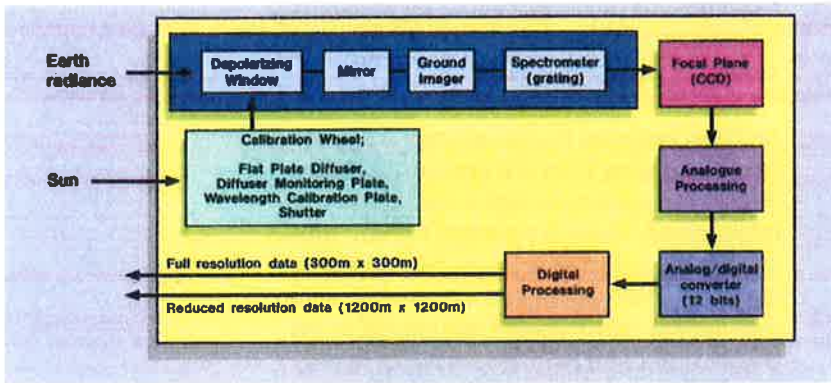 Earth
radiance
Depolarizing
Window
Mirror
Ground
Imager
Spectrometer
(grating)
Focal Plane
(CCD)
Calibration Wheel;
Flat Plate Diffuser,
Diffuser Monitoring Plate,
Wavelength Calibration Plate,
Shutter
Sun
Analogue
Processing
Analog/digital
converter
(12 bits)
Digital
Processing
Full resolution data (300m x 300m)
Reduced resolution data (1200m x 1200m)